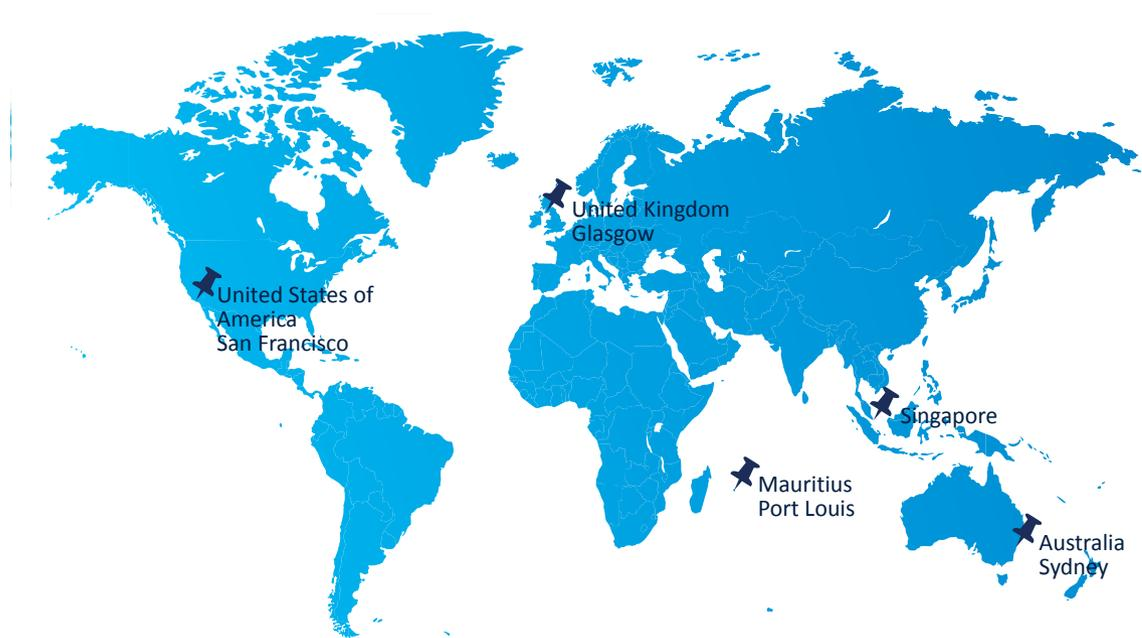 United Kingdom
Glasgow
United States of
America
San Francisco
Singapore
Mauritius
Port Louis
Australia
Sydney